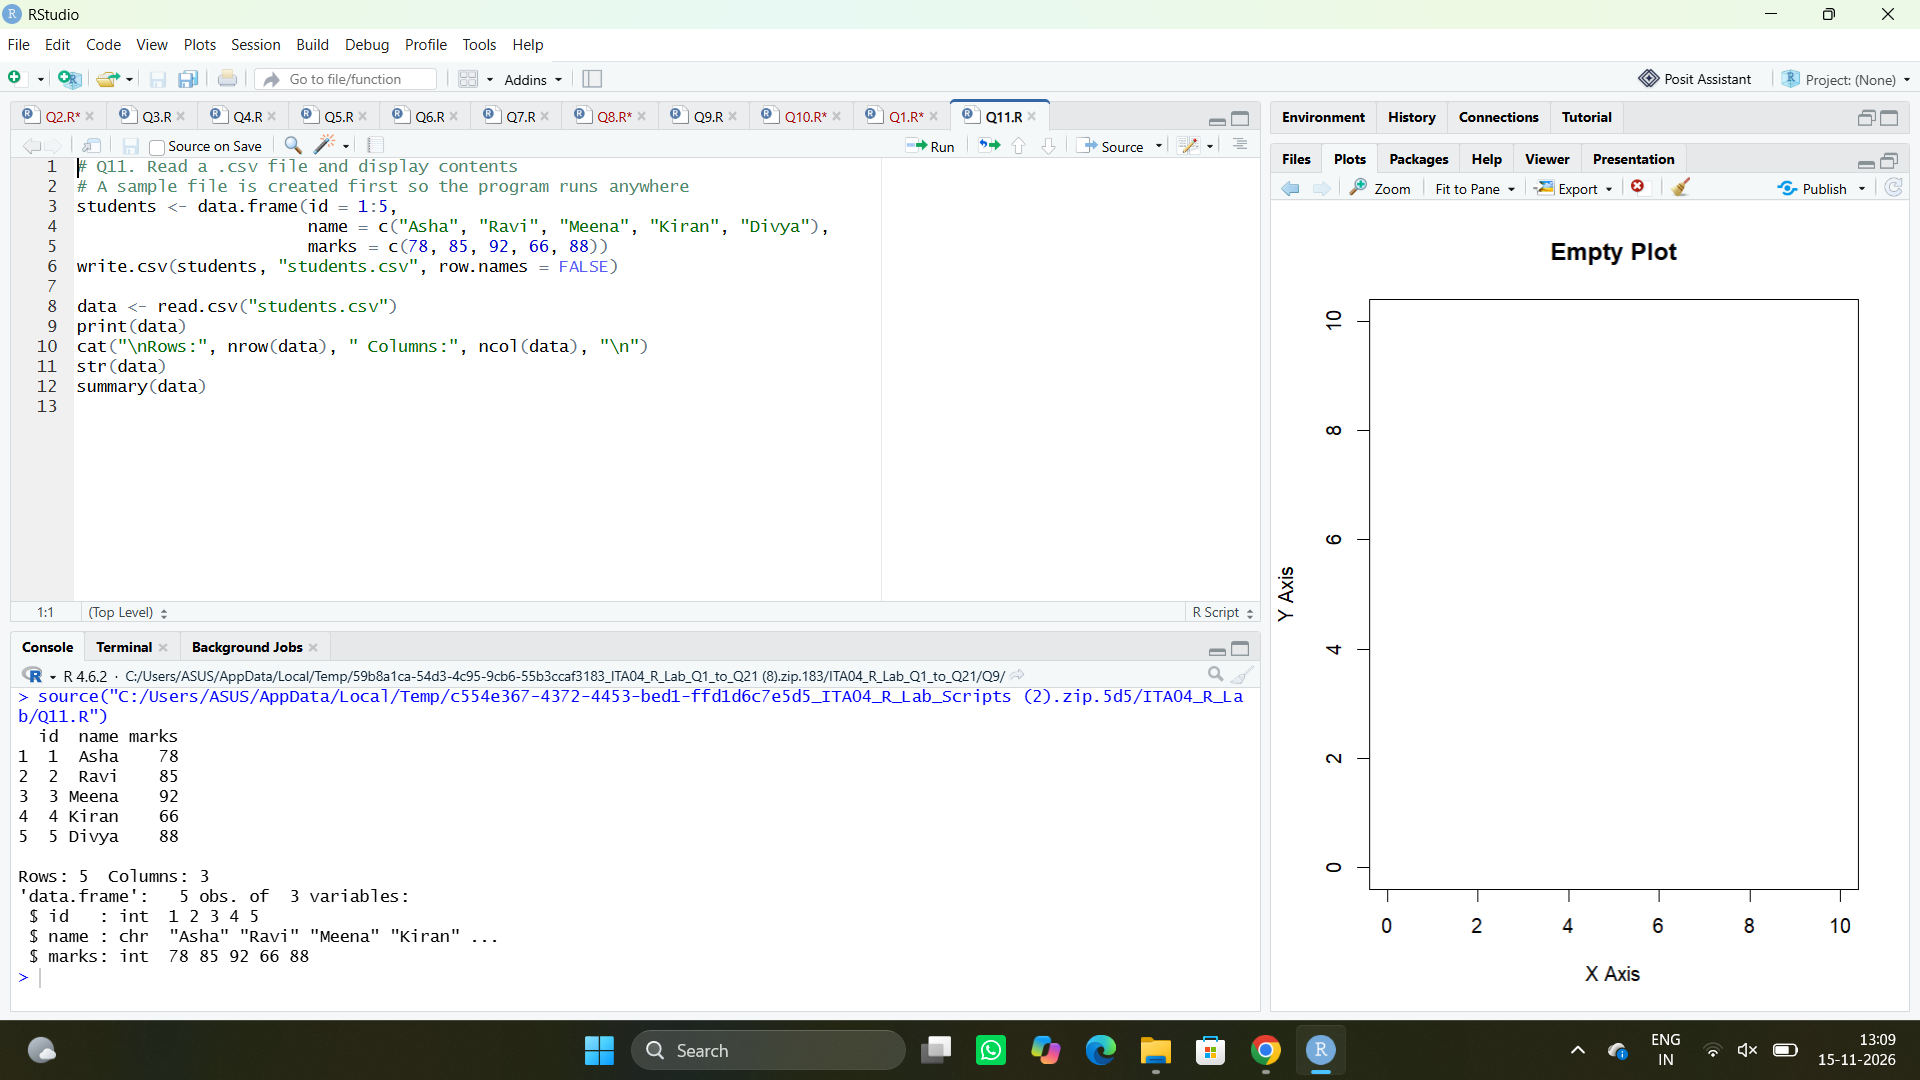 RStudio
File Edit Code View Plots Session Build Debug Profile Tools Help
Go to file/function Addins Posit Assistant Project: (None)
Q2.R* Q3.R Q4.R Q5.R Q6.R Q7.R Q8.R* Q9.R Q10.R* Q1.R* Q11.R
Source on Save Run Source
1 # Q11. Read a .csv file and display contents
2 # A sample file is created first so the program runs anywhere
3 students <- data.frame(id = 1:5,
4 name = c("Asha", "Ravi", "Meena", "Kiran", "Divya"),
5 marks = c(78, 85, 92, 66, 88))
6 write.csv(students, "students.csv", row.names = FALSE)
7
8 data <- read.csv("students.csv")
9 print(data)
10 cat("\nRows:", nrow(data), " Columns:", ncol(data), "\n")
11 str(data)
12 summary(data)
13
1:1 (Top Level) R Script
Console Terminal Background Jobs
R 4.6.2 · C:/Users/ASUS/AppData/Local/Temp/59b8a1ca-54d3-4c95-9cb6-55b3ccaf3183_ITA04_R_Lab_Q1_to_Q21 (8).zip.183/ITA04_R_Lab_Q1_to_Q21/Q9/
> source("C:/Users/ASUS/AppData/Local/Temp/c554e367-4372-4453-bed1-ffd1d6c7e5d5_ITA04_R_Lab_Scripts (2).zip.5d5/ITA04_R_La
b/Q11.R")
id name marks
1 1 Asha 78
2 2 Ravi 85
3 3 Meena 92
4 4 Kiran 66
5 5 Divya 88
Rows: 5 Columns: 3
'data.frame': 5 obs. of 3 variables:
$ id : int 1 2 3 4 5
$ name : chr "Asha" "Ravi" "Meena" "Kiran" ...
$ marks: int 78 85 92 66 88
>
Environment History Connections Tutorial
Files Plots Packages Help Viewer Presentation
Zoom Fit to Pane Export Publish
Empty Plot
10
8
6
4
2
0
Y Axis
0 2 4 6 8 10
X Axis
Search
ENG
IN
13:09
15-11-2026